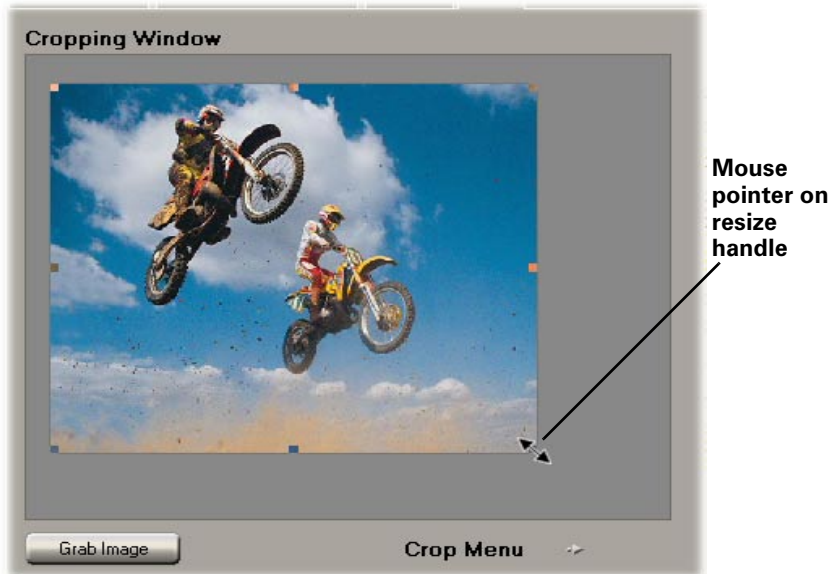 Cropping Window
Mouse
pointer on
resize
handle
Grab Image
Crop Menu